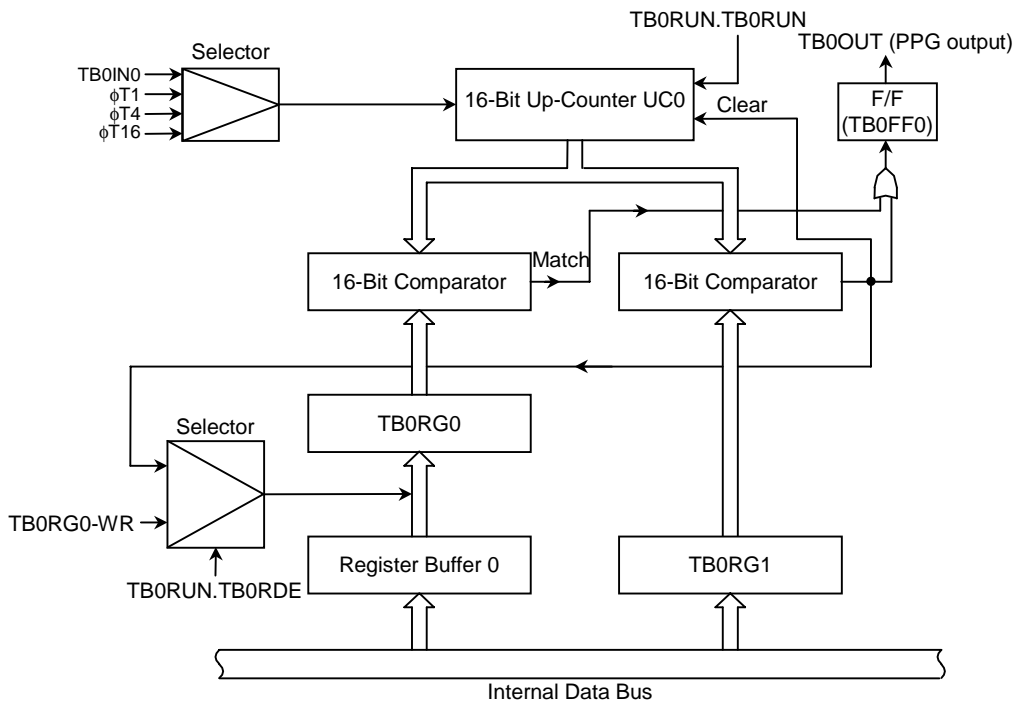 TB0RUN.TB0RUN
TB0OUT (PPG output)
Selector
TB0IN0
ϕT1
ϕT4
ϕT16
16-Bit Up-Counter UC0
Clear
F/F
(TB0FF0)
16-Bit Comparator
Match
16-Bit Comparator
TB0RG0
Selector
TB0RG0-WR
TB0RUN.TB0RDE
Register Buffer 0
TB0RG1
Internal Data Bus